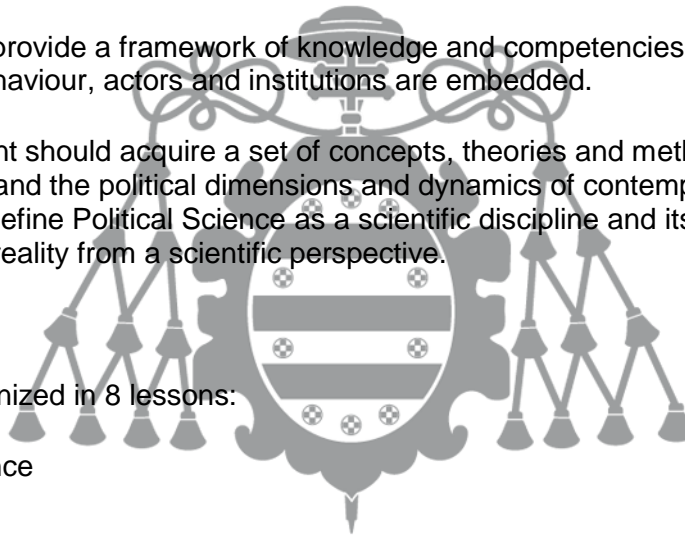 provide a framework of knowledge and competencies
haviour, actors and institutions are embedded.
nt should acquire a set of concepts, theories and
and the political dimensions and dynamics of
efine Political Science as a scientific discipline and its
reality from a scientific perspective.
nized in 8 lessons:
nce